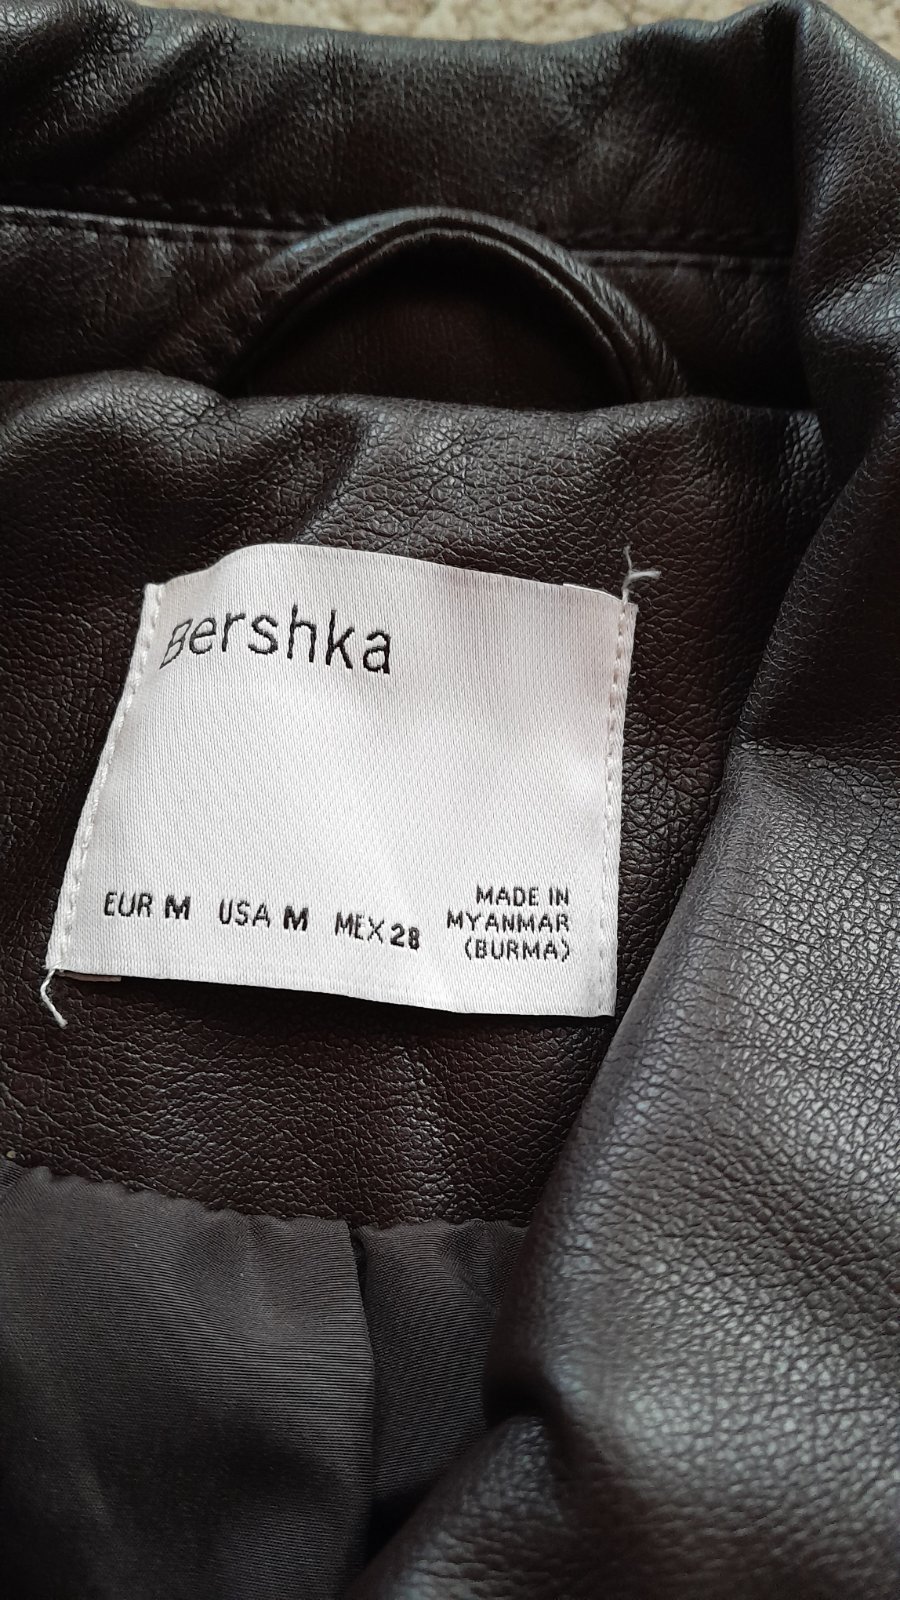 Bershka
EUR M USA M MEX 28
MADE IN
MYANMAR
(BURMA)